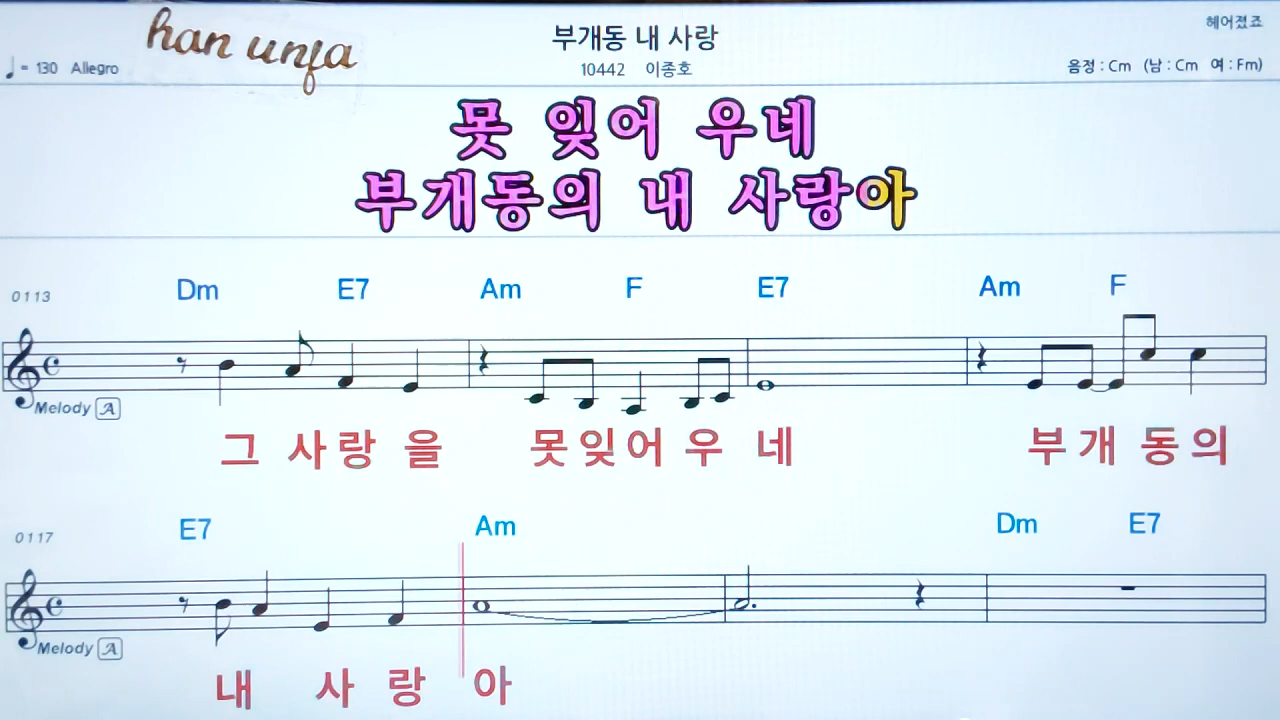 han unja
부개동 내 사랑
헤어졌죠
♩= 130 Allegro
10442 이종호
음정 : Cm (남 : Cm 여 : Fm)
못 잊어 우네
부개동의 내 사랑아
0113 Dm E7 Am F E7 Am F
Melody A
그 사랑 을 못잊어 우 네 부개 동의
0117 E7 Am Dm E7
Melody A
내 사 랑 아